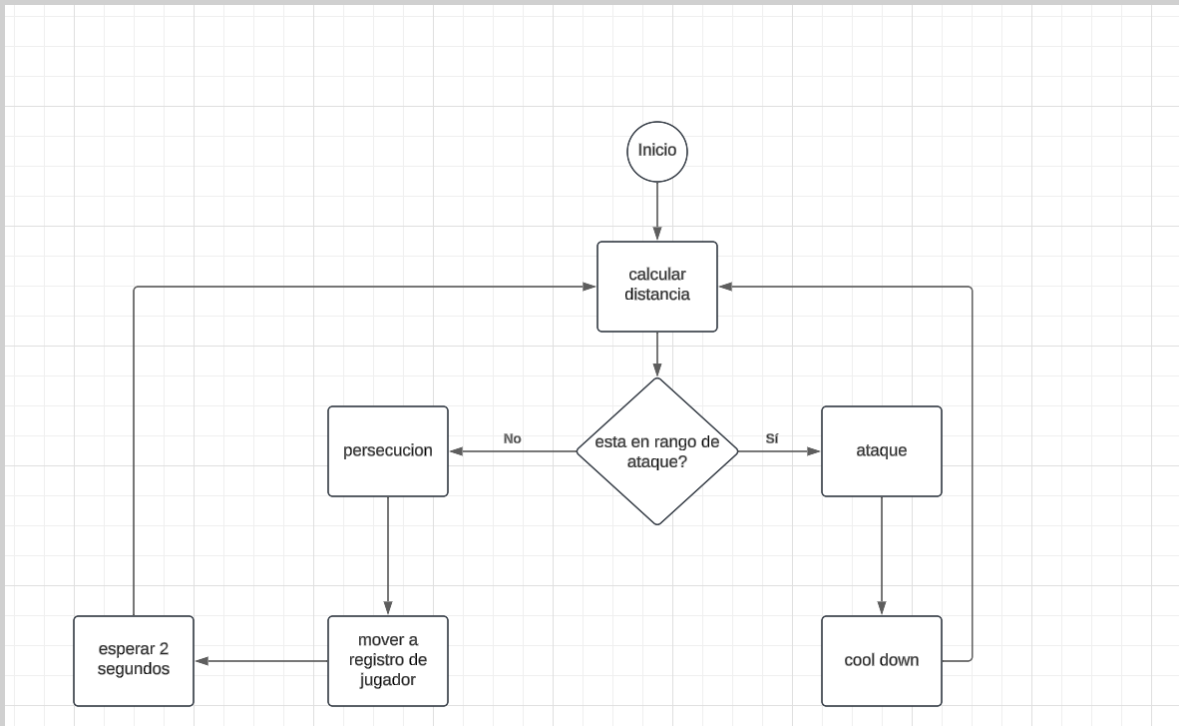 Inicio
calcular
distancia
persecucion
No
esta en rango de
ataque?
Sí
ataque
esperar 2
segundos
mover a
registro de
jugador
cool down